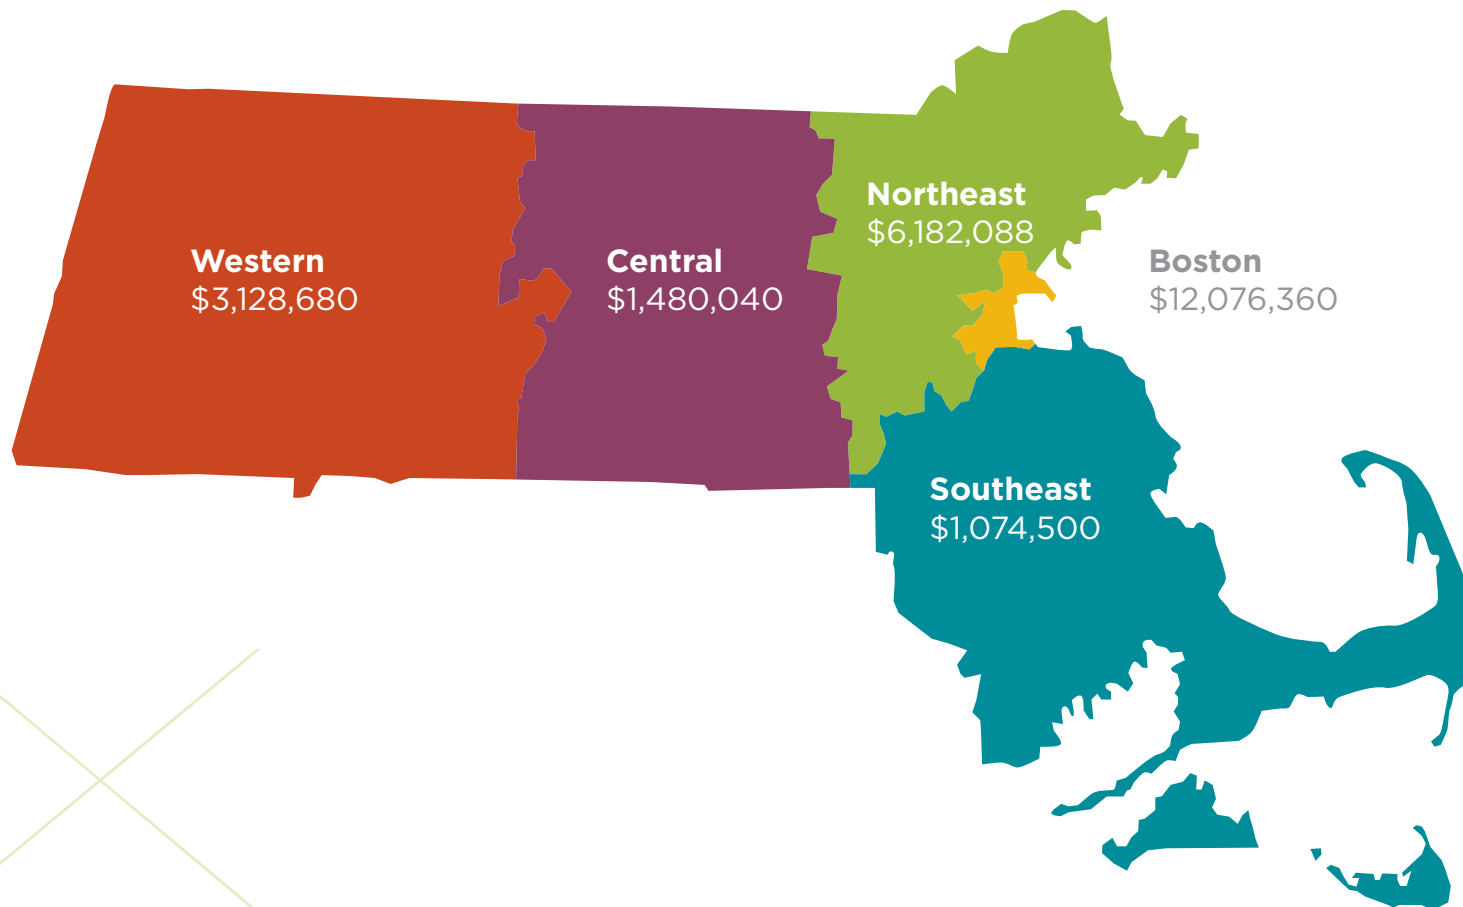 Northeast
$6,182,088
Western
$3,128,680
Central
$1,480,040
Boston
$12,076,360
Southeast
$1,074,500